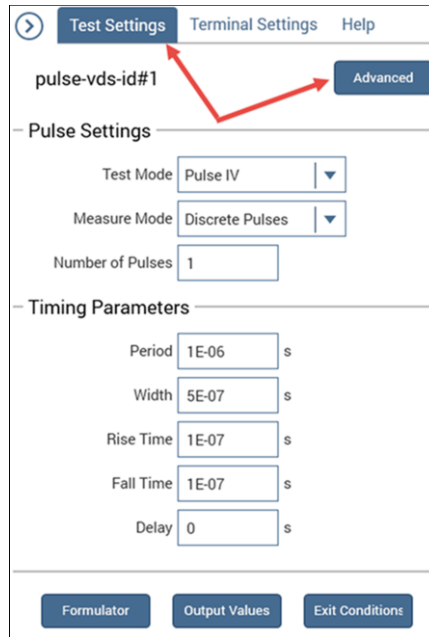 Test Settings Terminal Settings Help
pulse-vds-id#1 Advanced
Pulse Settings
Test Mode Pulse IV
Measure Mode Discrete Pulses
Number of Pulses 1
Timing Parameters
Period 1E-06 s
Width 5E-07 s
Rise Time 1E-07 s
Fall Time 1E-07 s
Delay 0 s
Formulator Output Values Exit Conditions